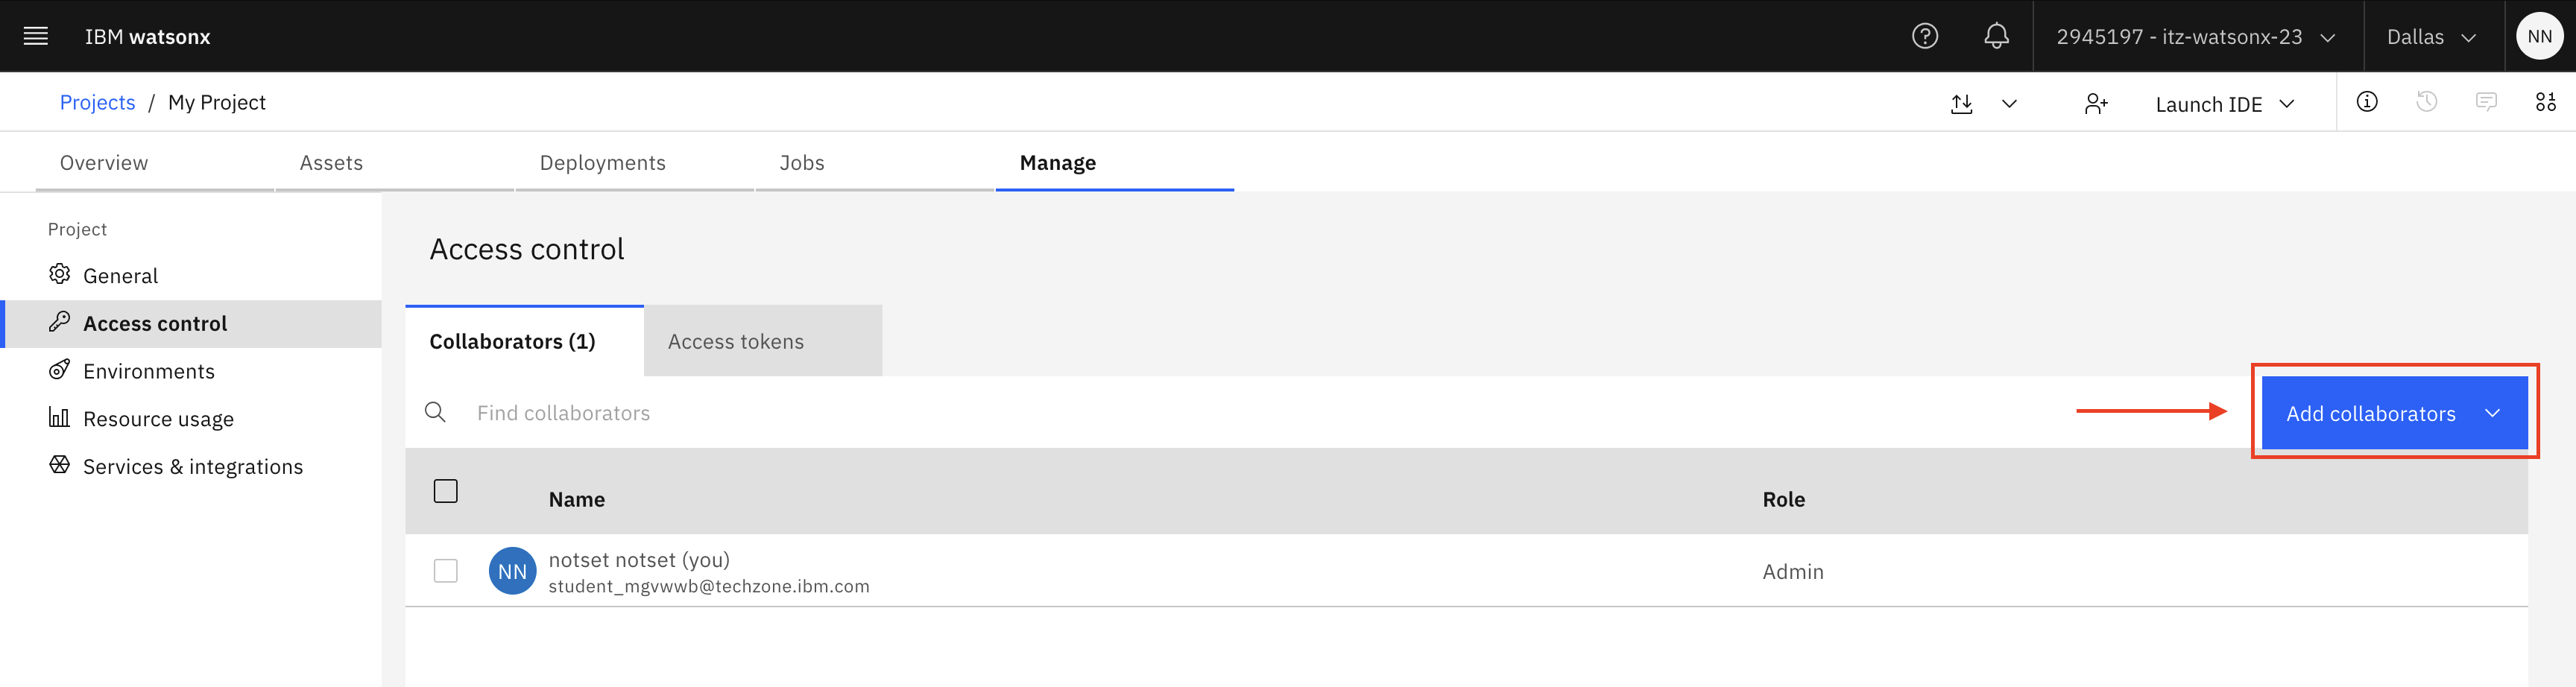 IBM watsonx
2945197 - itz-watsonx-23
Dallas
NN
Projects / My Project
Launch IDE
Overview
Assets
Deployments
Jobs
Manage
Project
General
Access control
Environments
Resource usage
Services & integrations
Access control
Collaborators (1)
Access tokens
Find collaborators
Add collaborators
Name
Role
NN
notset notset (you)
student_mgvwwb@techzone.ibm.com
Admin